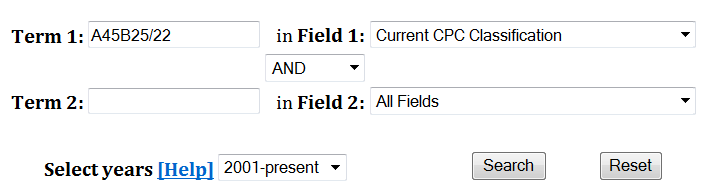 Term 1: A45B25/22 in Field 1: Current CPC Classification
AND
Term 2: in Field 2: All Fields
Select years [Help] 2001-present Search Reset